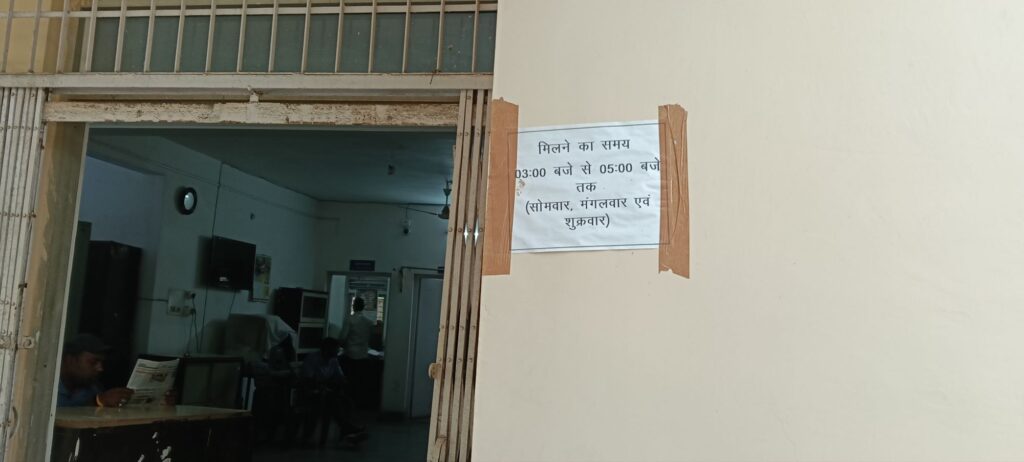 मिलने का समय
03:00 बजे से 05:00 बजे
तक
(सोमवार, मंगलवार एवं
शुक्रवार)